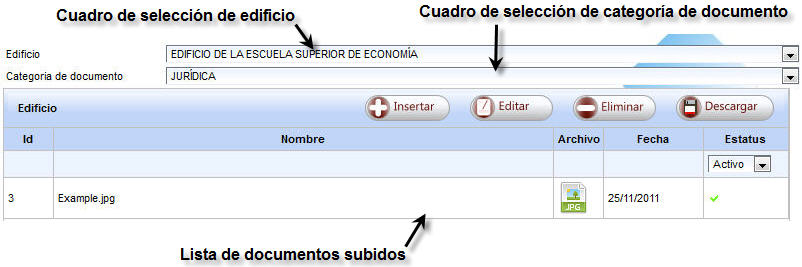 Cuadro de selección de edificio
Cuadro de selección de categoría de documento
Edificio EDIFICIO DE LA ESCUELA SUPERIOR DE ECONOMÍA
Categoría de documento JURÍDICA
Edificio Insertar Editar Eliminar Descargar
Id Nombre Archivo Fecha Estatus
Activo
3 Example.jpg JPG 25/11/2011
Lista de documentos subidos